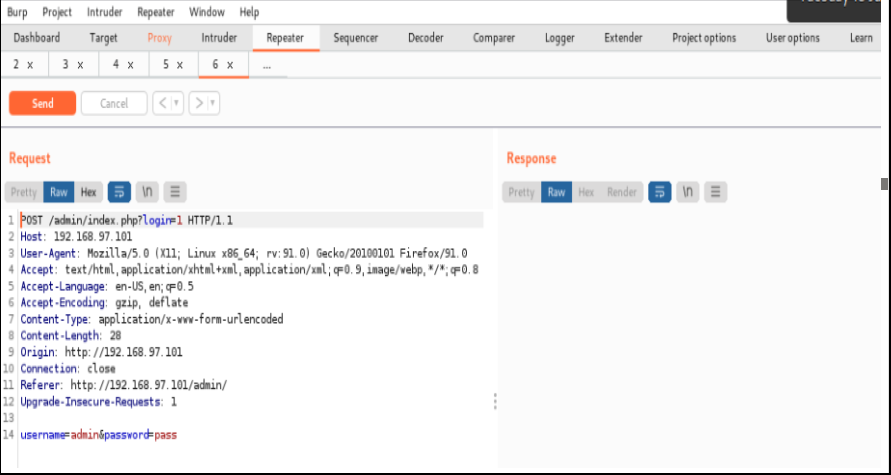 Burp Project Intruder Repeater Window Help
Dashboard Target Proxy Intruder Repeater Sequencer Decoder Comparer Logger Extender Project options User options Learn
2 x 3 x 4 x 5 x 6 x ...
Send Cancel < >
Request Response
Pretty Raw Hex \n Pretty Raw Hex Render \n
1 POST /admin/index.php?login=1 HTTP/1.1
2 Host: 192.168.97.101
3 User-Agent: Mozilla/5.0 (X11; Linux x86_64; rv:91.0) Gecko/20100101 Firefox/91.0
4 Accept: text/html,application/xhtml+xml,application/xml;q=0.9,image/webp,*/*;q=0.8
5 Accept-Language: en-US,en;q=0.5
6 Accept-Encoding: gzip, deflate
7 Content-Type: application/x-www-form-urlencoded
8 Content-Length: 28
9 Origin: http://192.168.97.101
10 Connection: close
11 Referer: http://192.168.97.101/admin/
12 Upgrade-Insecure-Requests: 1
13
14 username=admin&password=pass